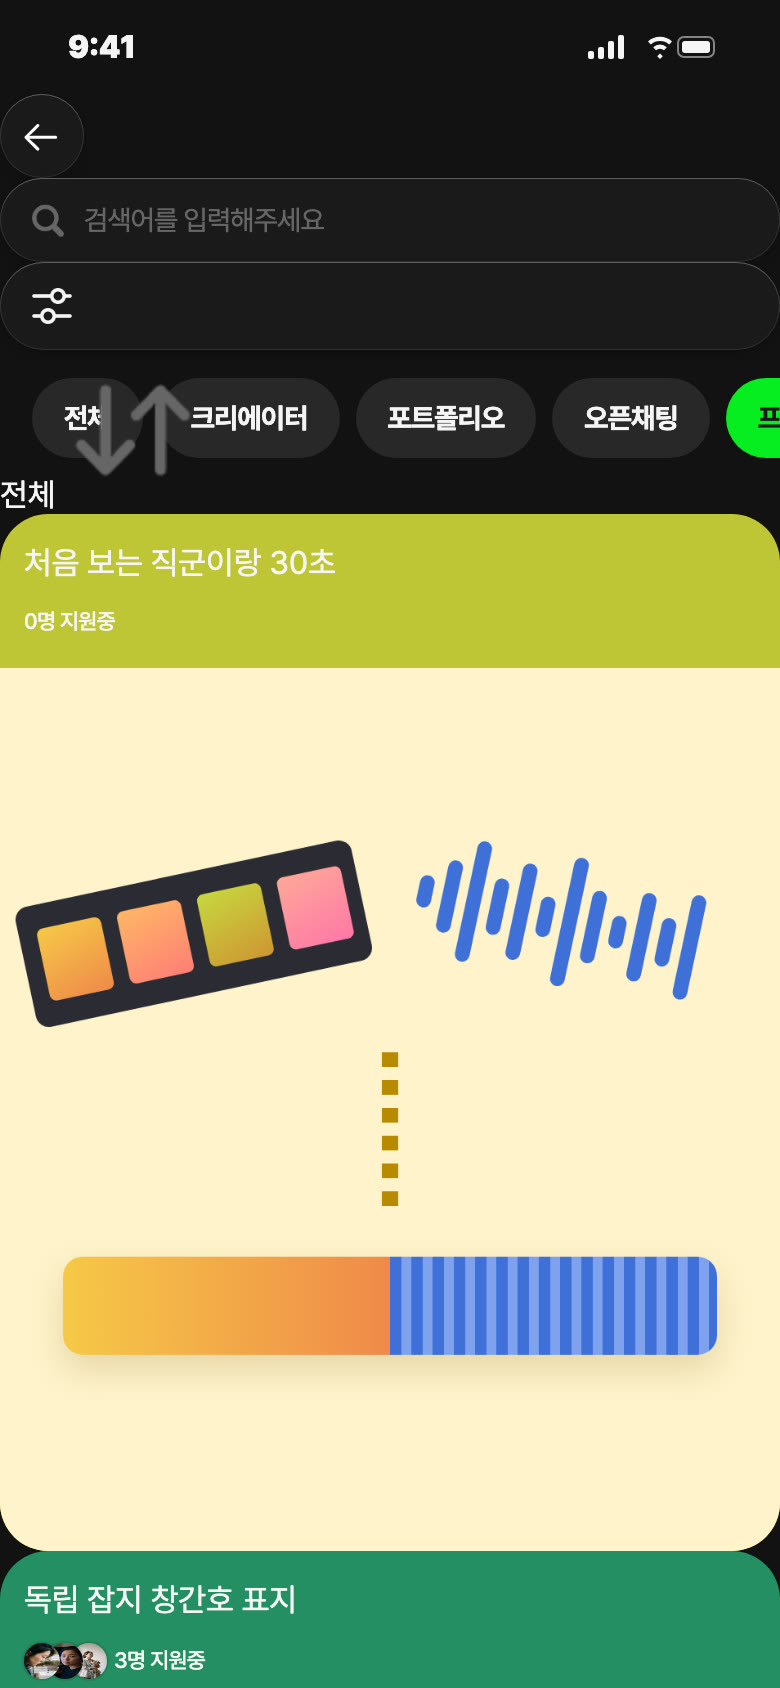 9:41
검색어를 입력해주세요
크리에이터 포트폴리오 오픈채팅
전체
처음 보는 직군이랑 30초
0명 지원중
독립 잡지 창간호 표지
3명 지원중